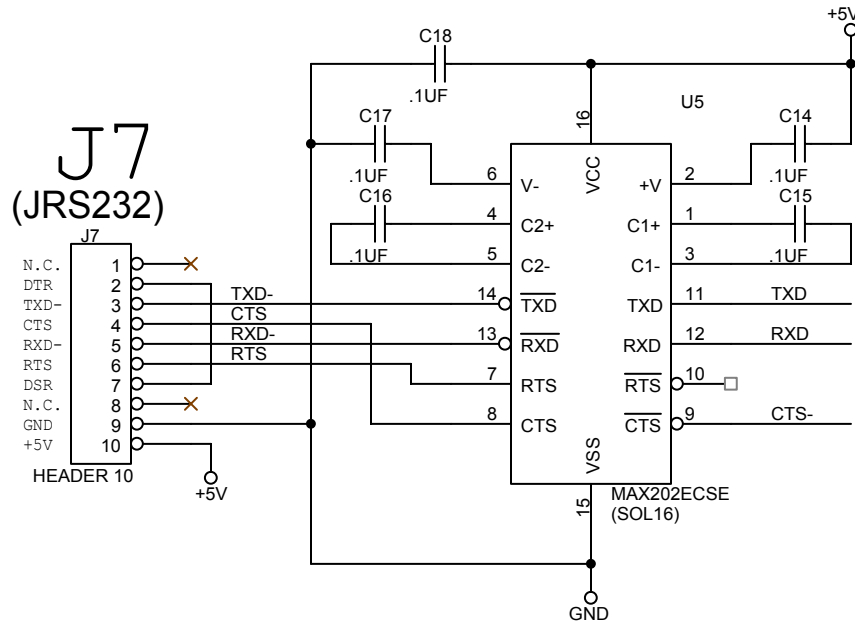 +5V
C18
.1UF
U5
16
C17
C14
J7
(JRS232)
.1UF
6
V-
VCC
+V
2
.1UF
C16
4
C2+
C1+
1
C15
J7
5
C2-
C1-
3
.1UF
.1UF
N.C. 1
DTR 2
TXD- 3
CTS 4
RXD- 5
RTS 6
DSR 7
N.C. 8
GND 9
+5V 10
HEADER 10
+5V
TXD-
CTS
RXD-
RTS
14
TXD
TXD
11
TXD
13
RXD
RXD
12
RXD
7
RTS
RTS
10
8
CTS
CTS
9
CTS-
VSS
15
MAX202ECSE
(SOL16)
GND